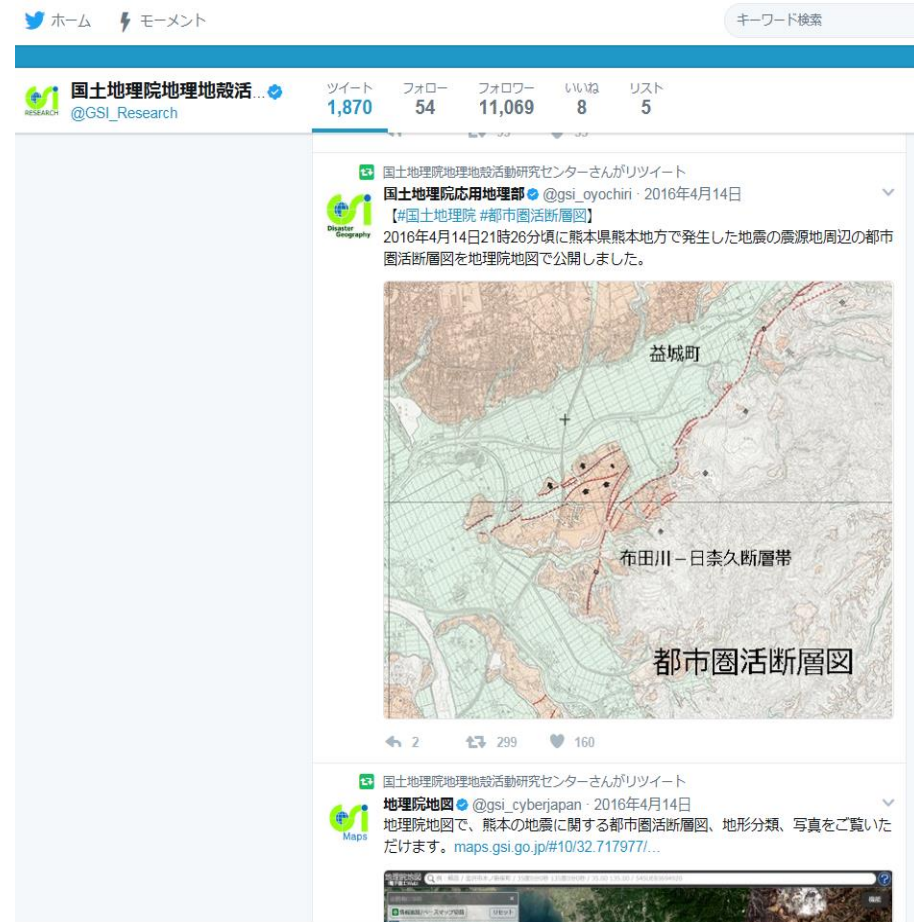 ホーム モーメント キーワード検索
国土地理院地理地殻活... @GSI_Research
RESEARCH
ツイート フォロー フォロワー いいね リスト
1,870 54 11,069 8 5
国土地理院地理地殻活動研究センターさんがリツイート
国土地理院応用地理部 @gsi_oyochiri · 2016年4月14日
Disaster
Geography
【#国土地理院 #都市圏活断層図】
2016年4月14日21時26分頃に熊本県熊本地方で発生した地震の震源地周辺の都市
圏活断層図を地理院地図で公開しました。
益城町
布田川－日奈久断層帯
都市圏活断層図
2 299 160
国土地理院地理地殻活動研究センターさんがリツイート
地理院地図 @gsi_cyberjapan · 2016年4月14日
Maps
地理院地図で、熊本の地震に関する都市圏活断層図、地形分類、写真をご覧いた
だけます。maps.gsi.go.jp/#10/32.717977/...
地理院地図
リセット
機能